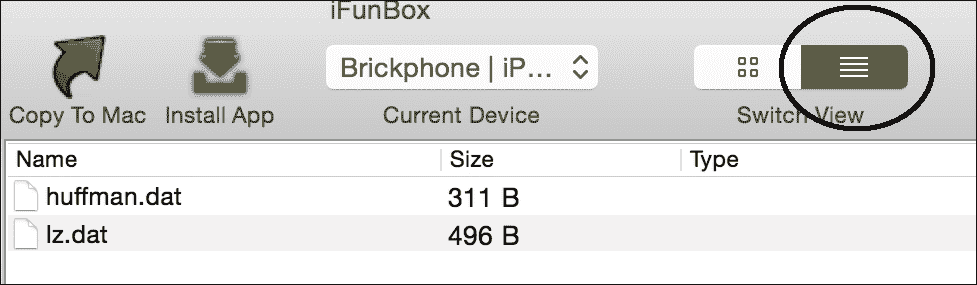 iFunBox
Brickphone | iP...
Copy To Mac Install App Current Device Switch View
Name Size Type
huffman.dat 311 B
lz.dat 496 B